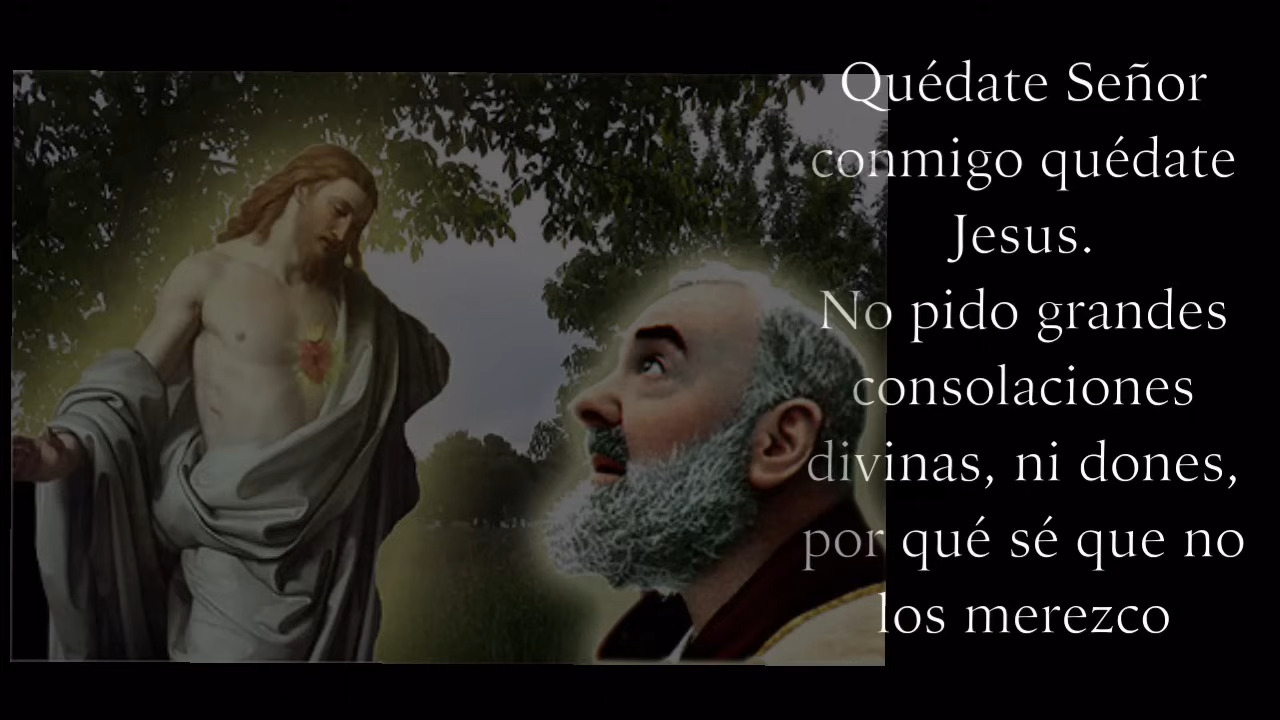 Quédate Señor
conmigo quédate
Jesus.
No pido grandes
consolaciones
divinas, ni dones,
por qué sé que no
los merezco